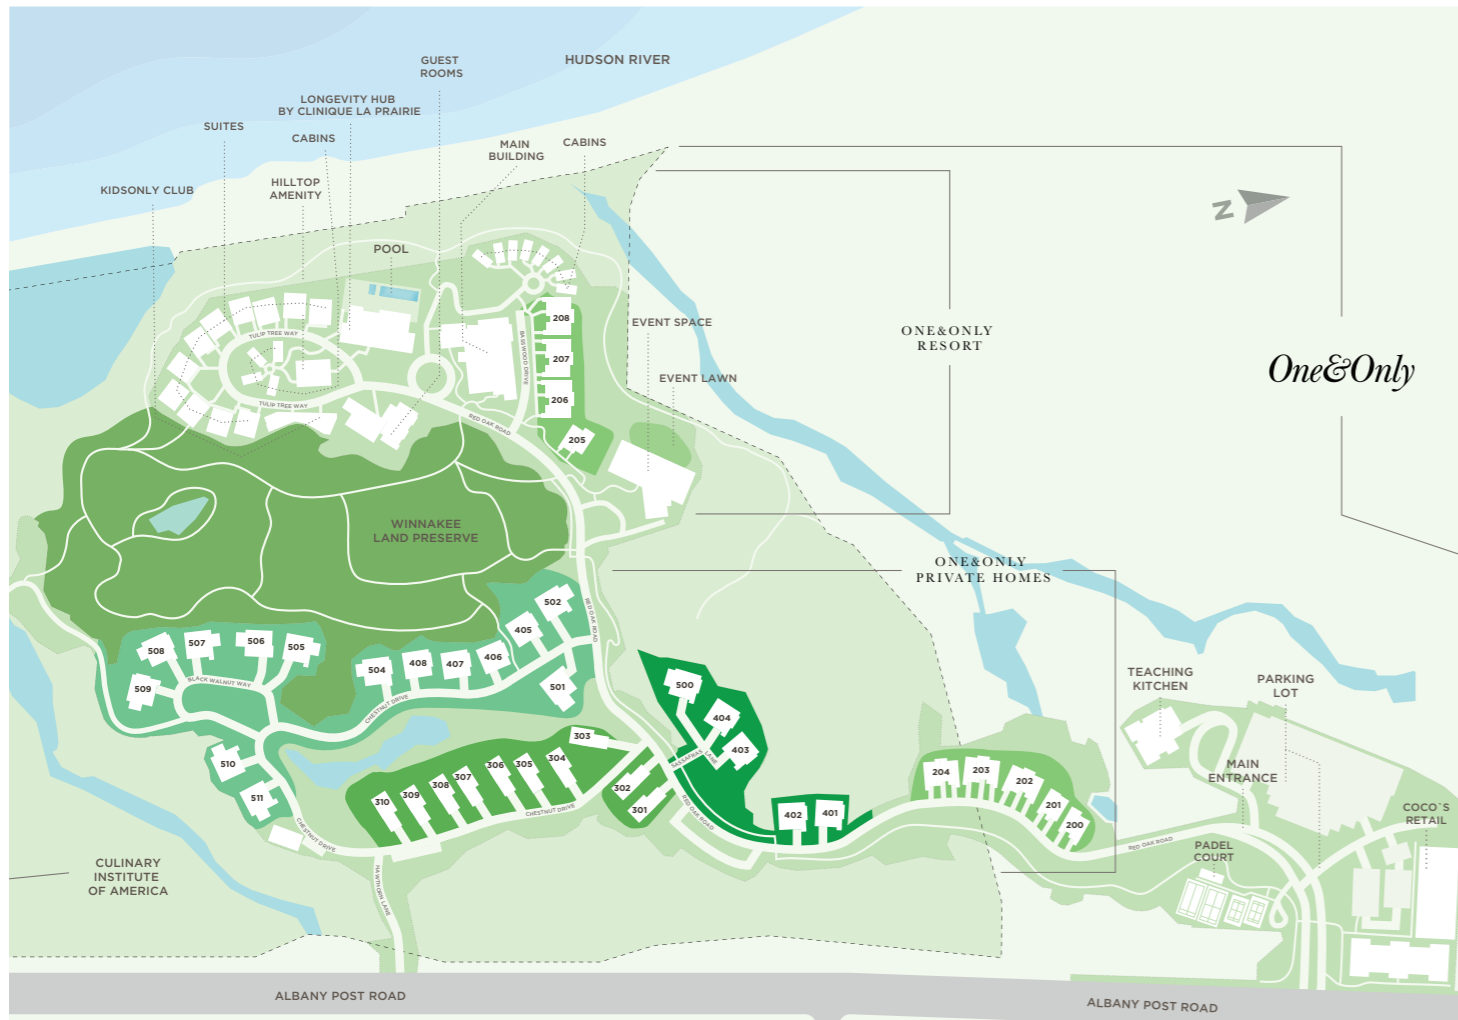 HUDSON RIVER
GUEST
ROOMS
LONGEVITY HUB
BY CLINIQUE LA PRAIRIE
SUITES
CABINS
MAIN
BUILDING
CABINS
KIDSONLY CLUB
HILLTOP
AMENITY
POOL
N
208
207
206
205
BASSWOOD DRIVE
EVENT SPACE
EVENT LAWN
ONE&ONLY
RESORT
One&Only
TULIP TREE WAY
TULIP TREE WAY
RED OAK ROAD
WINNAKEE
LAND PRESERVE
ONE&ONLY
PRIVATE HOMES
RED OAK ROAD
502
405
406
407
408
504
501
505
506
507
508
509
BLACK WALNUT WAY
CHESTNUT DRIVE
510
511
CHESTNUT DRIVE
500
404
403
SASSAFRAS LANE
303
304
305
306
307
308
309
310
302
301
CHESTNUT DRIVE
RED OAK ROAD
402
401
204
203
202
201
200
TEACHING
KITCHEN
PARKING
LOT
MAIN
ENTRANCE
COCO`S
RETAIL
RED OAK ROAD
PADEL
COURT
HAWTHORN LANE
CULINARY
INSTITUTE
OF AMERICA
ALBANY POST ROAD
ALBANY POST ROAD